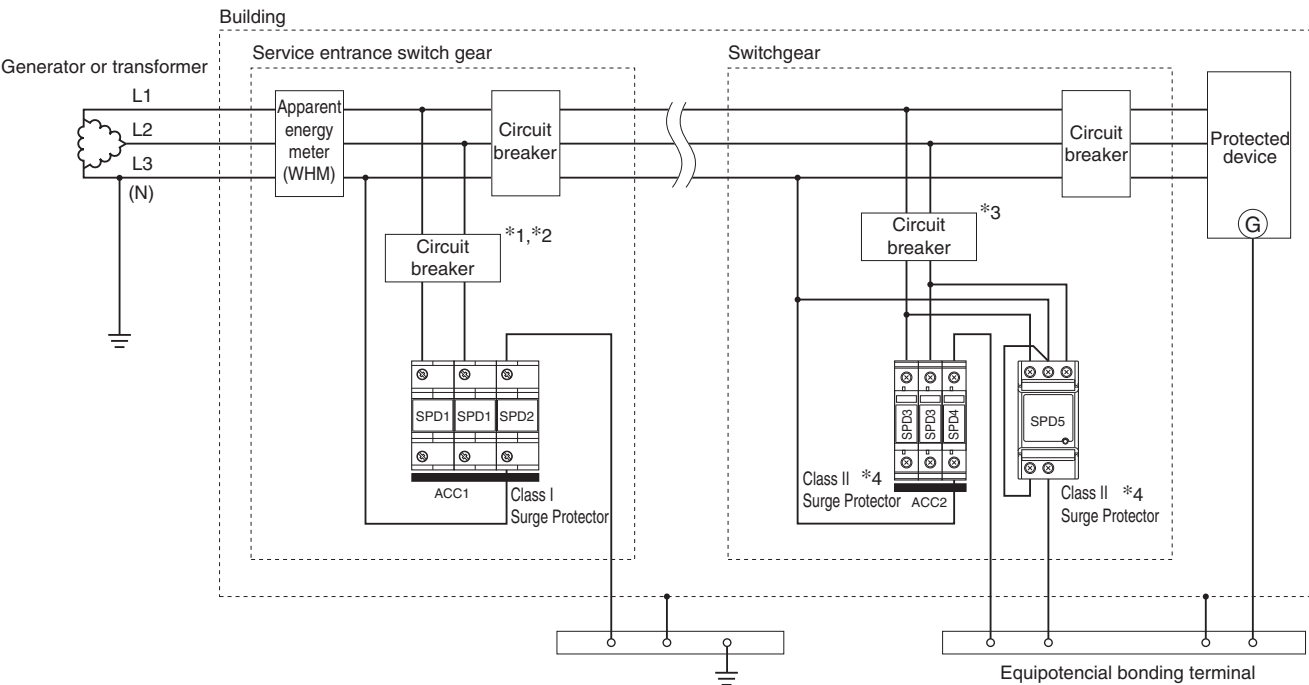 Building
Service entrance switch gear
Switchgear
Generator or transformer
L1
L2
L3
(N)
Apparent
energy
meter
(WHM)
Circuit
breaker
Circuit
breaker
Protected
device
G
Circuit
breaker
*1,*2
Circuit
breaker
*3
SPD1
SPD1
SPD2
ACC1
Class I
Surge Protector
SPD3
SPD3
SPD4
Class II *4
Surge Protector
ACC2
SPD5
Class II *4
Surge Protector
Equipotencial bonding terminal